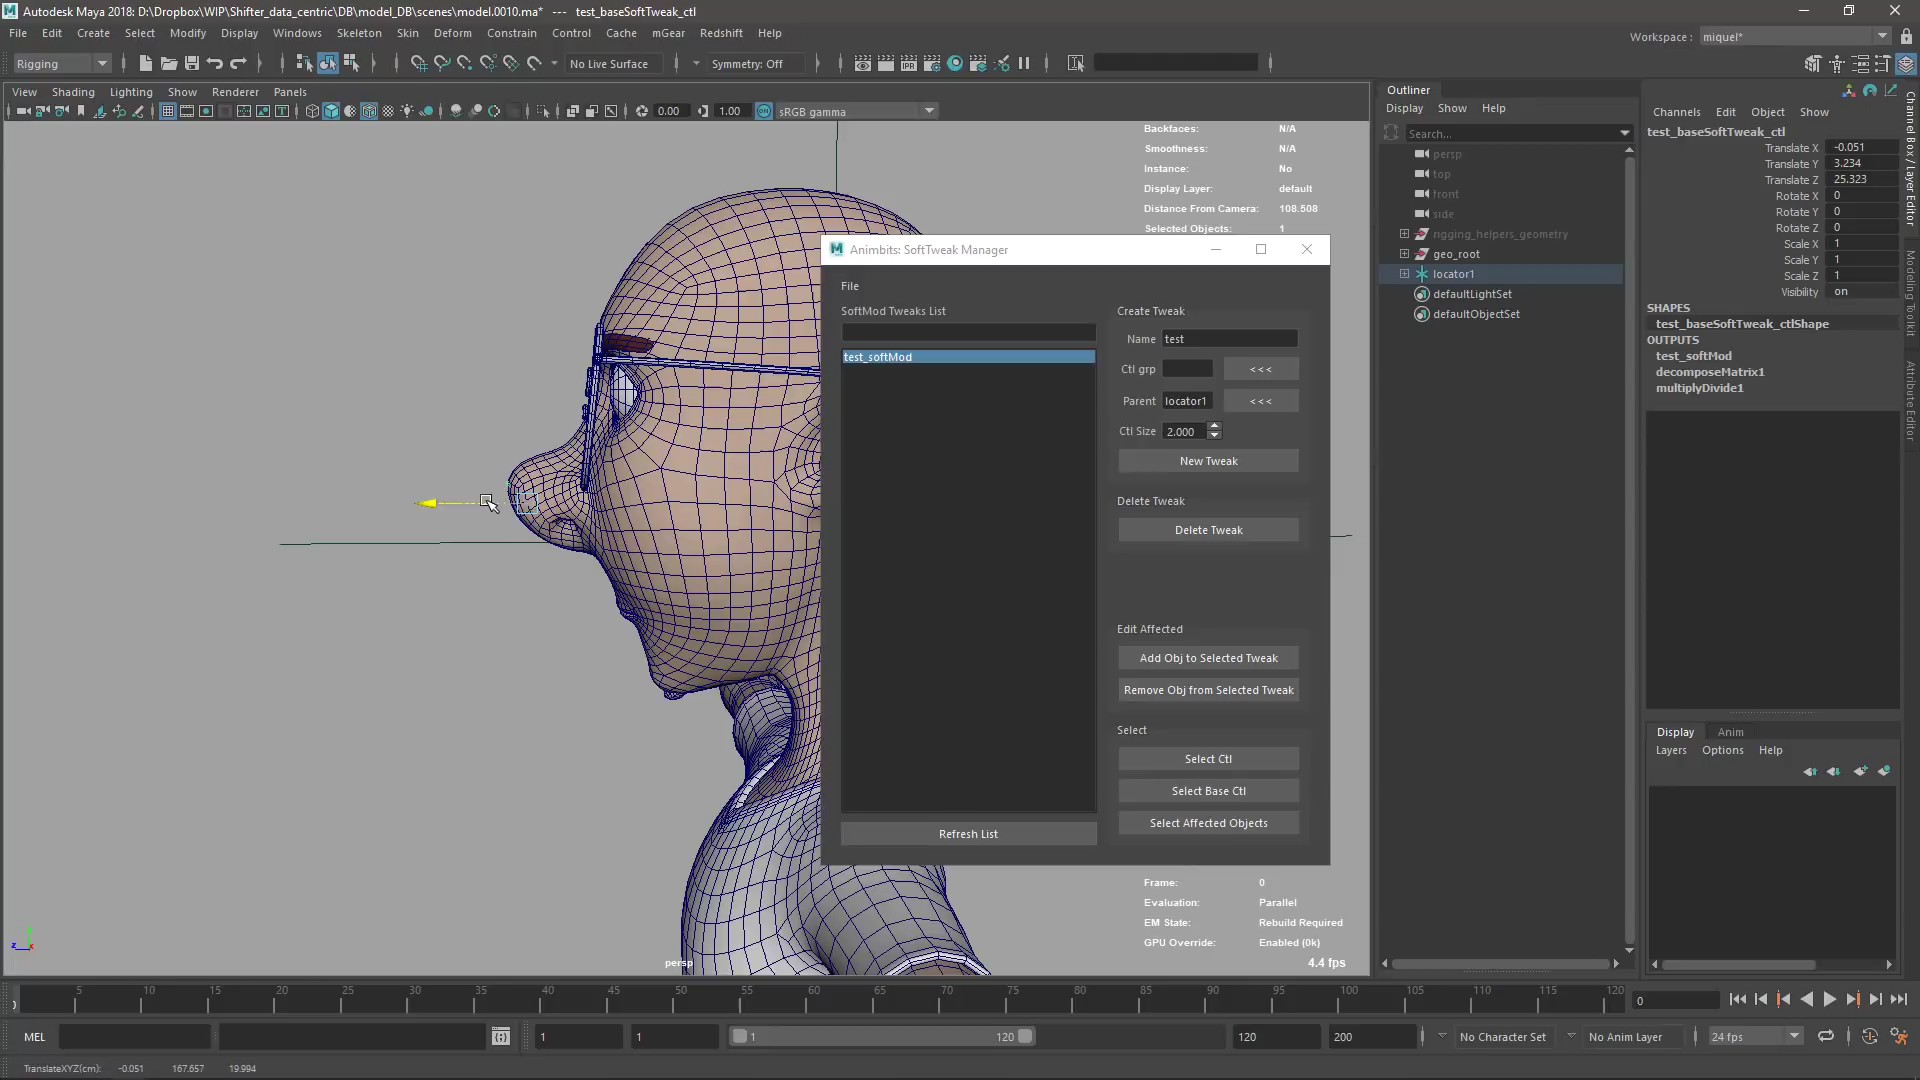 Autodesk Maya 2018: D:\Dropbox\WIP\Shifter_data_centric\DB\model_DB\scenes\model.0010.ma* --- test_baseSoftTweak_ctl
File Edit Create Select Modify Display Windows Skeleton Skin Deform Constrain Control Cache mGear Redshift Help
Workspace : miquel*
Rigging No Live Surface Symmetry: Off
View Shading Lighting Show Renderer Panels
0.00 1.00 sRGB gamma
Backfaces: N/A
Smoothness: N/A
Instance: No
Display Layer: default
Distance From Camera: 108.508
Selected Objects: 1
Animbits: SoftTweak Manager
File
SoftMod Tweaks List
test_softMod
Refresh List
Create Tweak
Name test
Ctl grp <<<
Parent locator1 <<<
Ctl Size 2.000
New Tweak
Delete Tweak
Delete Tweak
Edit Affected
Add Obj to Selected Tweak
Remove Obj from Selected Tweak
Select
Select Ctl
Select Base Ctl
Select Affected Objects
Frame: 0
Evaluation: Parallel
EM State: Rebuild Required
GPU Override: Enabled (0k)
persp
4.4 fps
Outliner
Display Show Help
Search...
persp
top
front
side
rigging_helpers_geometry
geo_root
locator1
defaultLightSet
defaultObjectSet
Channels Edit Object Show
test_baseSoftTweak_ctl
Translate X -0.051
Translate Y 3.234
Translate Z 25.323
Rotate X 0
Rotate Y 0
Rotate Z 0
Scale X 1
Scale Y 1
Scale Z 1
Visibility on
SHAPES
test_baseSoftTweak_ctlShape
OUTPUTS
test_softMod
decomposeMatrix1
multiplyDivide1
Display Anim
Layers Options Help
Channel Box / Layer Editor
Modeling Toolkit
Attribute Editor
5 10 15 20 25 30 35 40 45 50 55 60 65 70 75 80 85 90 95 100 105 110 115 120
0
MEL 1 1 1 120 120 200 No Character Set No Anim Layer 24 fps
TranslateXYZ(cm): -0.051 167.657 19.994